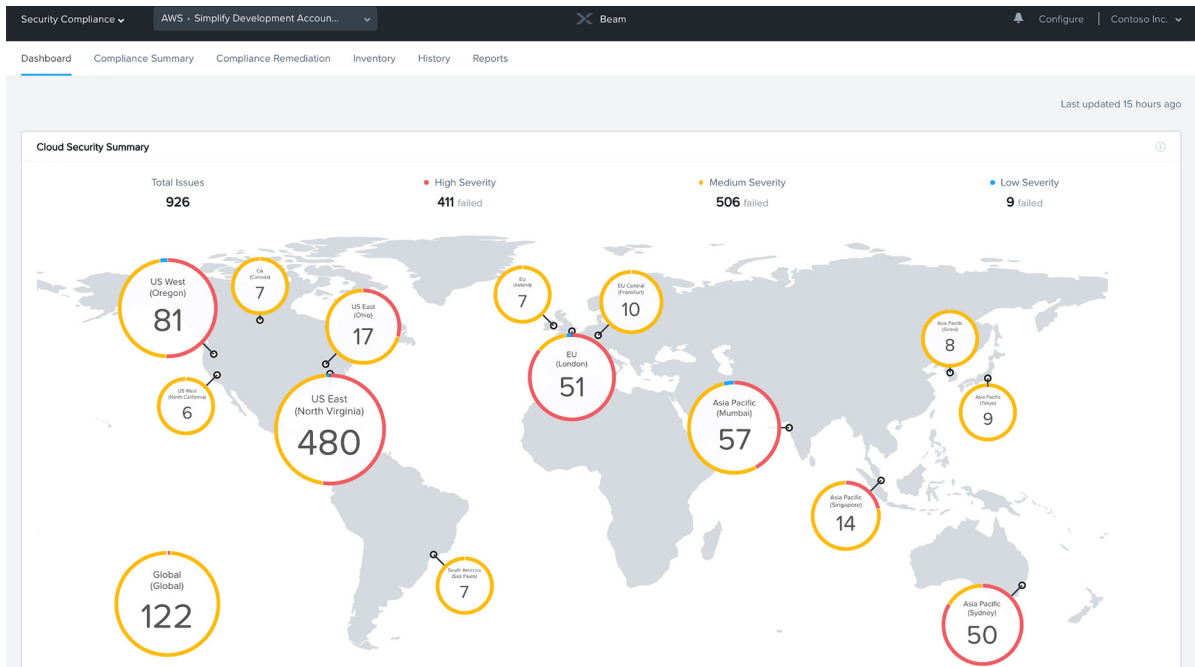 Security Compliance
AWS • Simplify Development Accoun...
Beam
Configure
Contoso Inc.
Dashboard
Compliance Summary
Compliance Remediation
Inventory
History
Reports
Last updated 15 hours ago
Cloud Security Summary
Total Issues
926
High Severity
411 failed
Medium Severity
506 failed
Low Severity
9 failed
US West
(Oregon)
81
CA
(Canada)
7
US East
(Ohio)
17
EU
(Ireland)
7
EU Central
(Frankfurt)
10
Asia Pacific
(Seoul)
8
US West
(North California)
6
US East
(North Virginia)
480
EU
(London)
51
Asia Pacific
(Mumbai)
57
Asia Pacific
(Tokyo)
9
Asia Pacific
(Singapore)
14
Global
(Global)
122
South America
(Sao Paulo)
7
Asia Pacific
(Sydney)
50